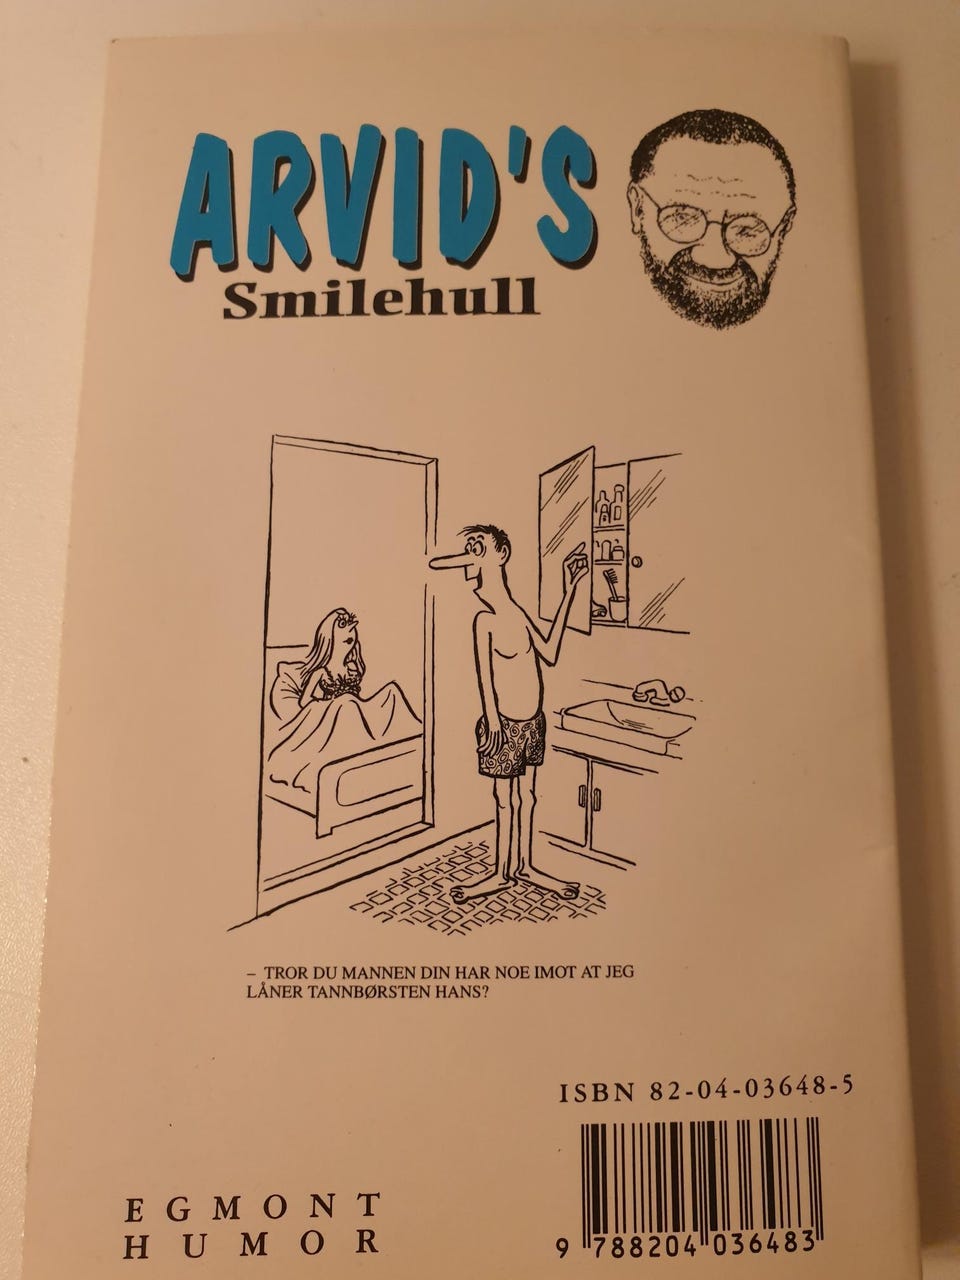 ARVID'S
Smilehull
– TROR DU MANNEN DIN HAR NOE IMOT AT JEG
LÅNER TANNBØRSTEN HANS?
ISBN 82-04-03648-5
EGMONT
HUMOR
9 788204 036483